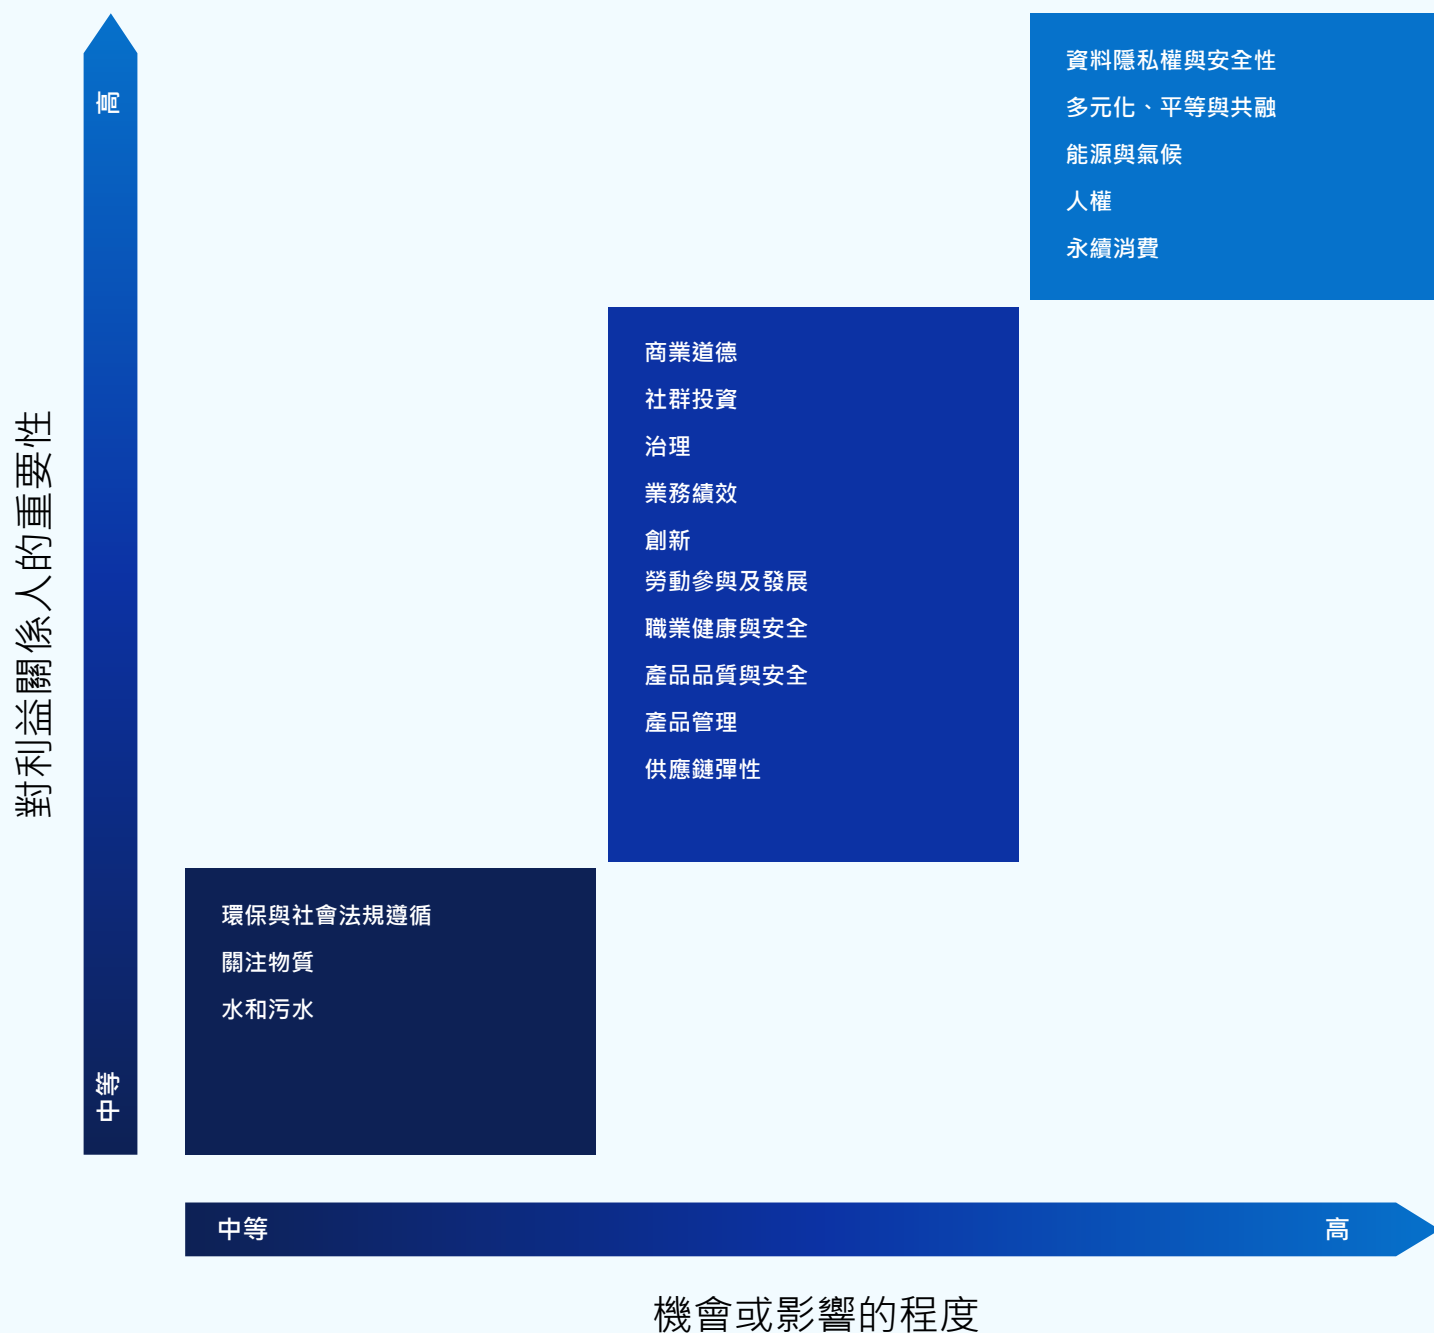 高
中等
對利益關係人的重要性
資料隱私權與安全性
多元化、平等與共融
能源與氣候
人權
永續消費
商業道德
社群投資
治理
業務績效
創新
勞動參與及發展
職業健康與安全
產品品質與安全
產品管理
供應鏈彈性
環保與社會法規遵循
關注物質
水和污水
中等
高
機會或影響的程度